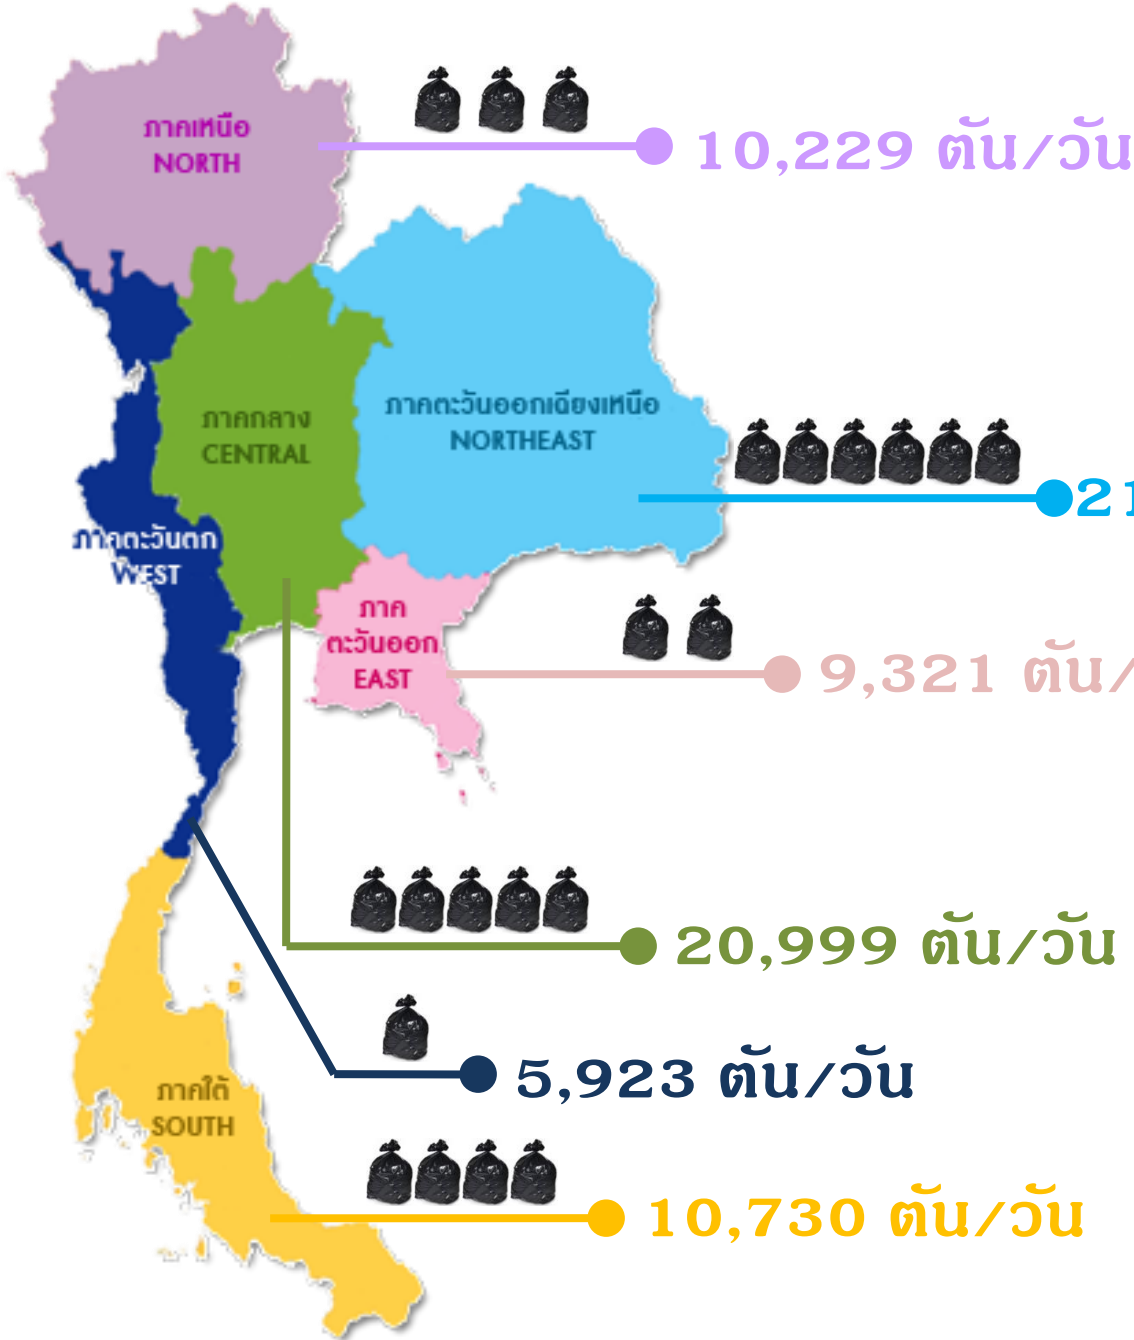 ภาคเหนือ
NORTH
10,229 ตัน/วัน
ภาคตะวันออกเฉียงเหนือ
NORTHEAST
ภาคกลาง
CENTRAL
21
ภาคตะวันตก
WEST
ภาค
ตะวันออก
EAST
9,321 ตัน/
20,999 ตัน/วัน
5,923 ตัน/วัน
ภาคใต้
SOUTH
10,730 ตัน/วัน